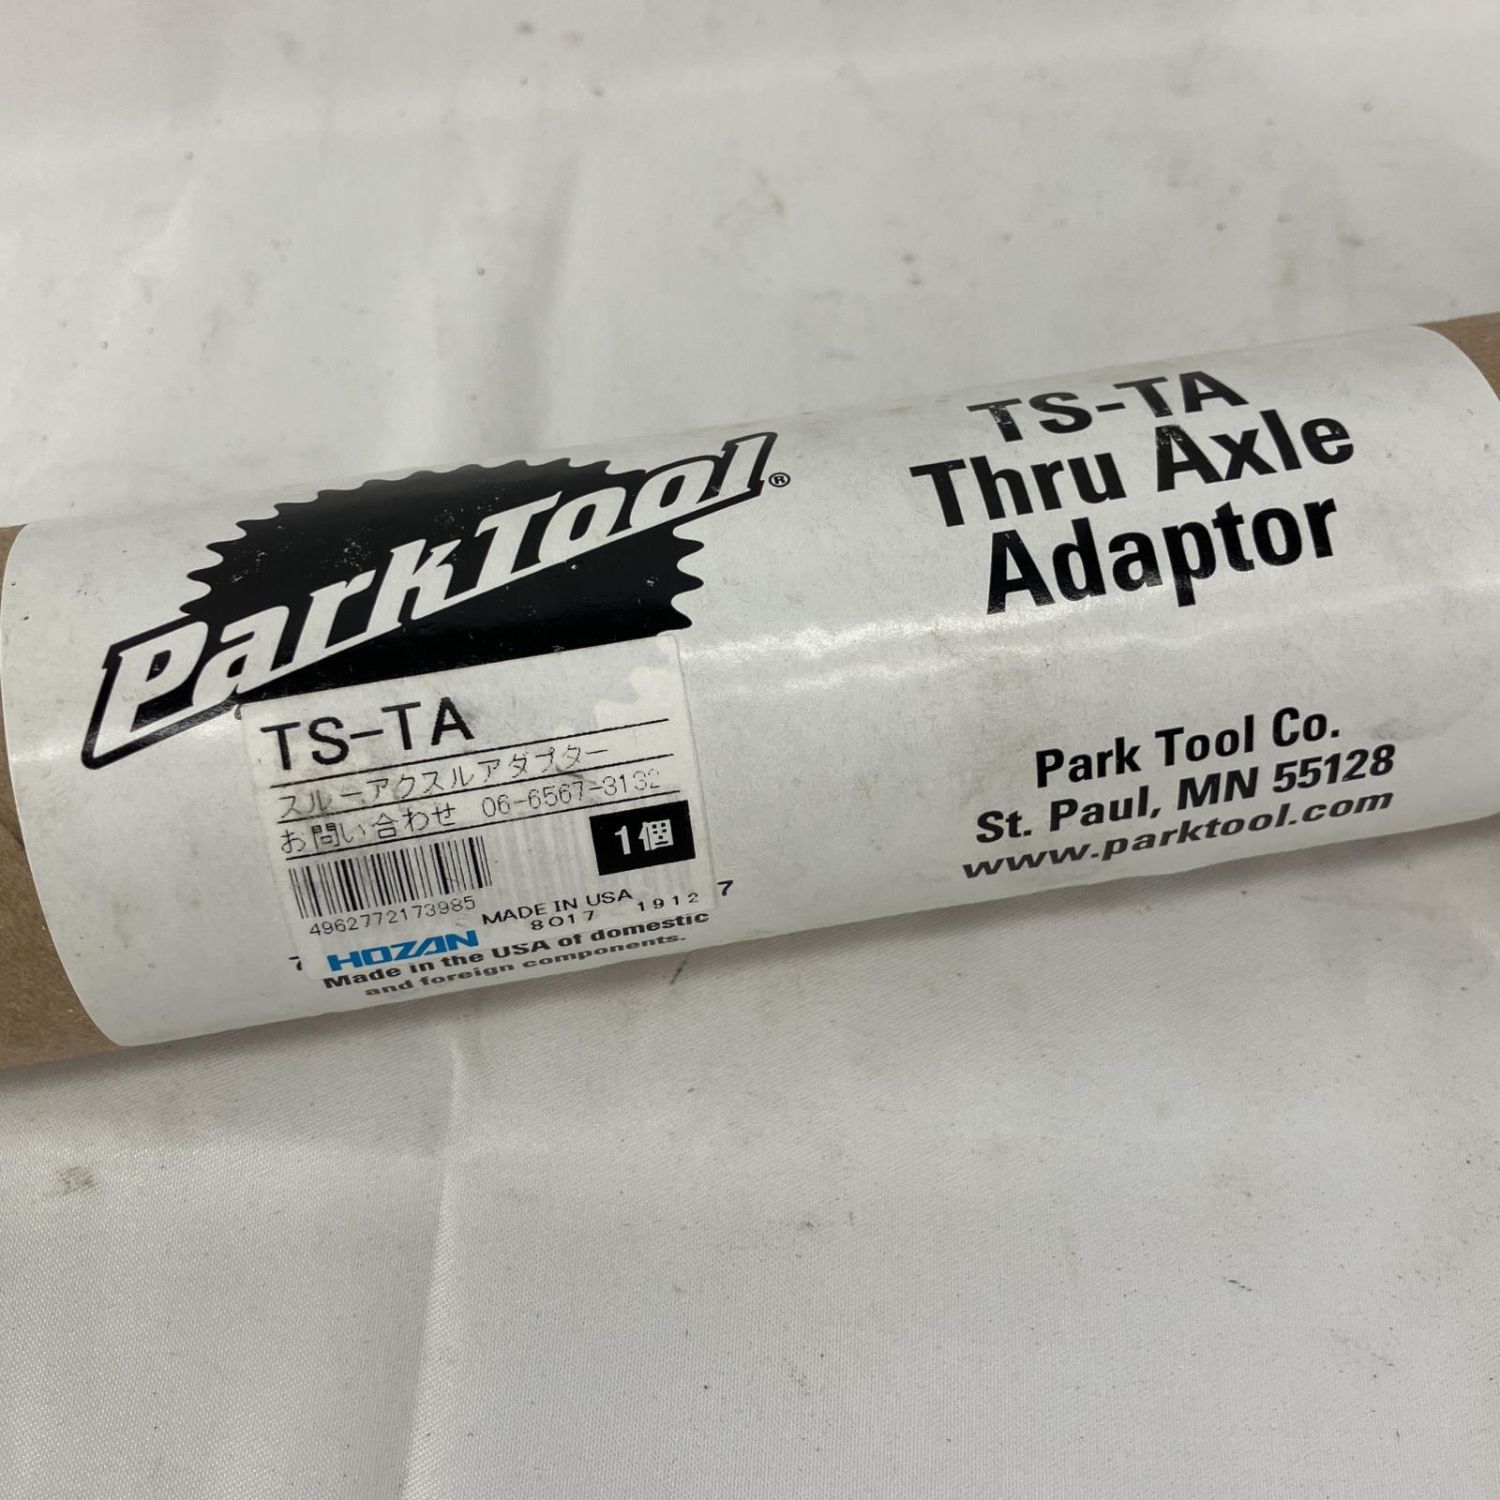 ParkTool®
TS-TA
Thru Axle
Adaptor
Park Tool Co.
St. Paul, MN 55128
www.parktool.com
TS-TA
スルーアクスルアダプター
お問い合わせ 06-6567-3132
1個
4962772173985
MADE IN USA
8017 1912
HOZAN
7
7
Made in the USA of domestic
and foreign components.